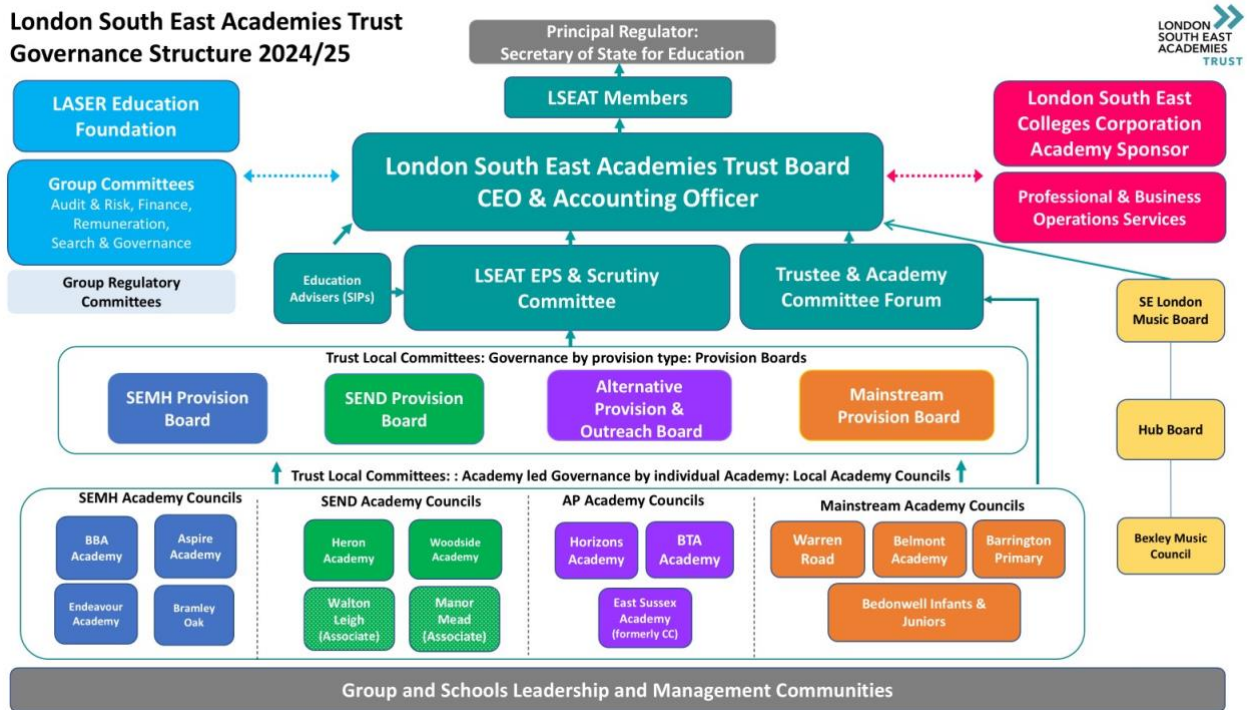 London South East Academies Trust
Governance Structure 2024/25
Principal Regulator:
Secretary of State for Education
LONDON
SOUTH EAST
ACADEMIES
TRUST
LASER Education
Foundation
LSEAT Members
London South East
Colleges Corporation
Academy Sponsor
London South East Academies Trust Board
CEO & Accounting Officer
Group Committees
Audit & Risk, Finance,
Remuneration,
Search & Governance
Professional & Business
Operations Services
Group Regulatory
Committees
Education
Advisers (SIPs)
LSEAT EPS & Scrutiny
Committee
Trustee & Academy
Committee Forum
SE London
Music Board
Trust Local Committees: Governance by provision type: Provision Boards
SEMH Provision
Board
SEND Provision
Board
Alternative
Provision &
Outreach Board
Mainstream
Provision Board
Hub Board
Trust Local Committees: : Academy led Governance by individual Academy: Local Academy Councils
SEMH Academy Councils
BBA
Academy
Aspire
Academy
Endeavour
Academy
Bramley
Oak
SEND Academy Councils
Heron
Academy
Woodside
Academy
Walton
Leigh
(Associate)
Manor
Mead
(Associate)
AP Academy Councils
Horizons
Academy
BTA
Academy
East Sussex
Academy
(formerly CC)
Mainstream Academy Councils
Warren
Road
Belmont
Academy
Barrington
Primary
Bedonwell Infants &
Juniors
Bexley Music
Council
Group and Schools Leadership and Management Communities